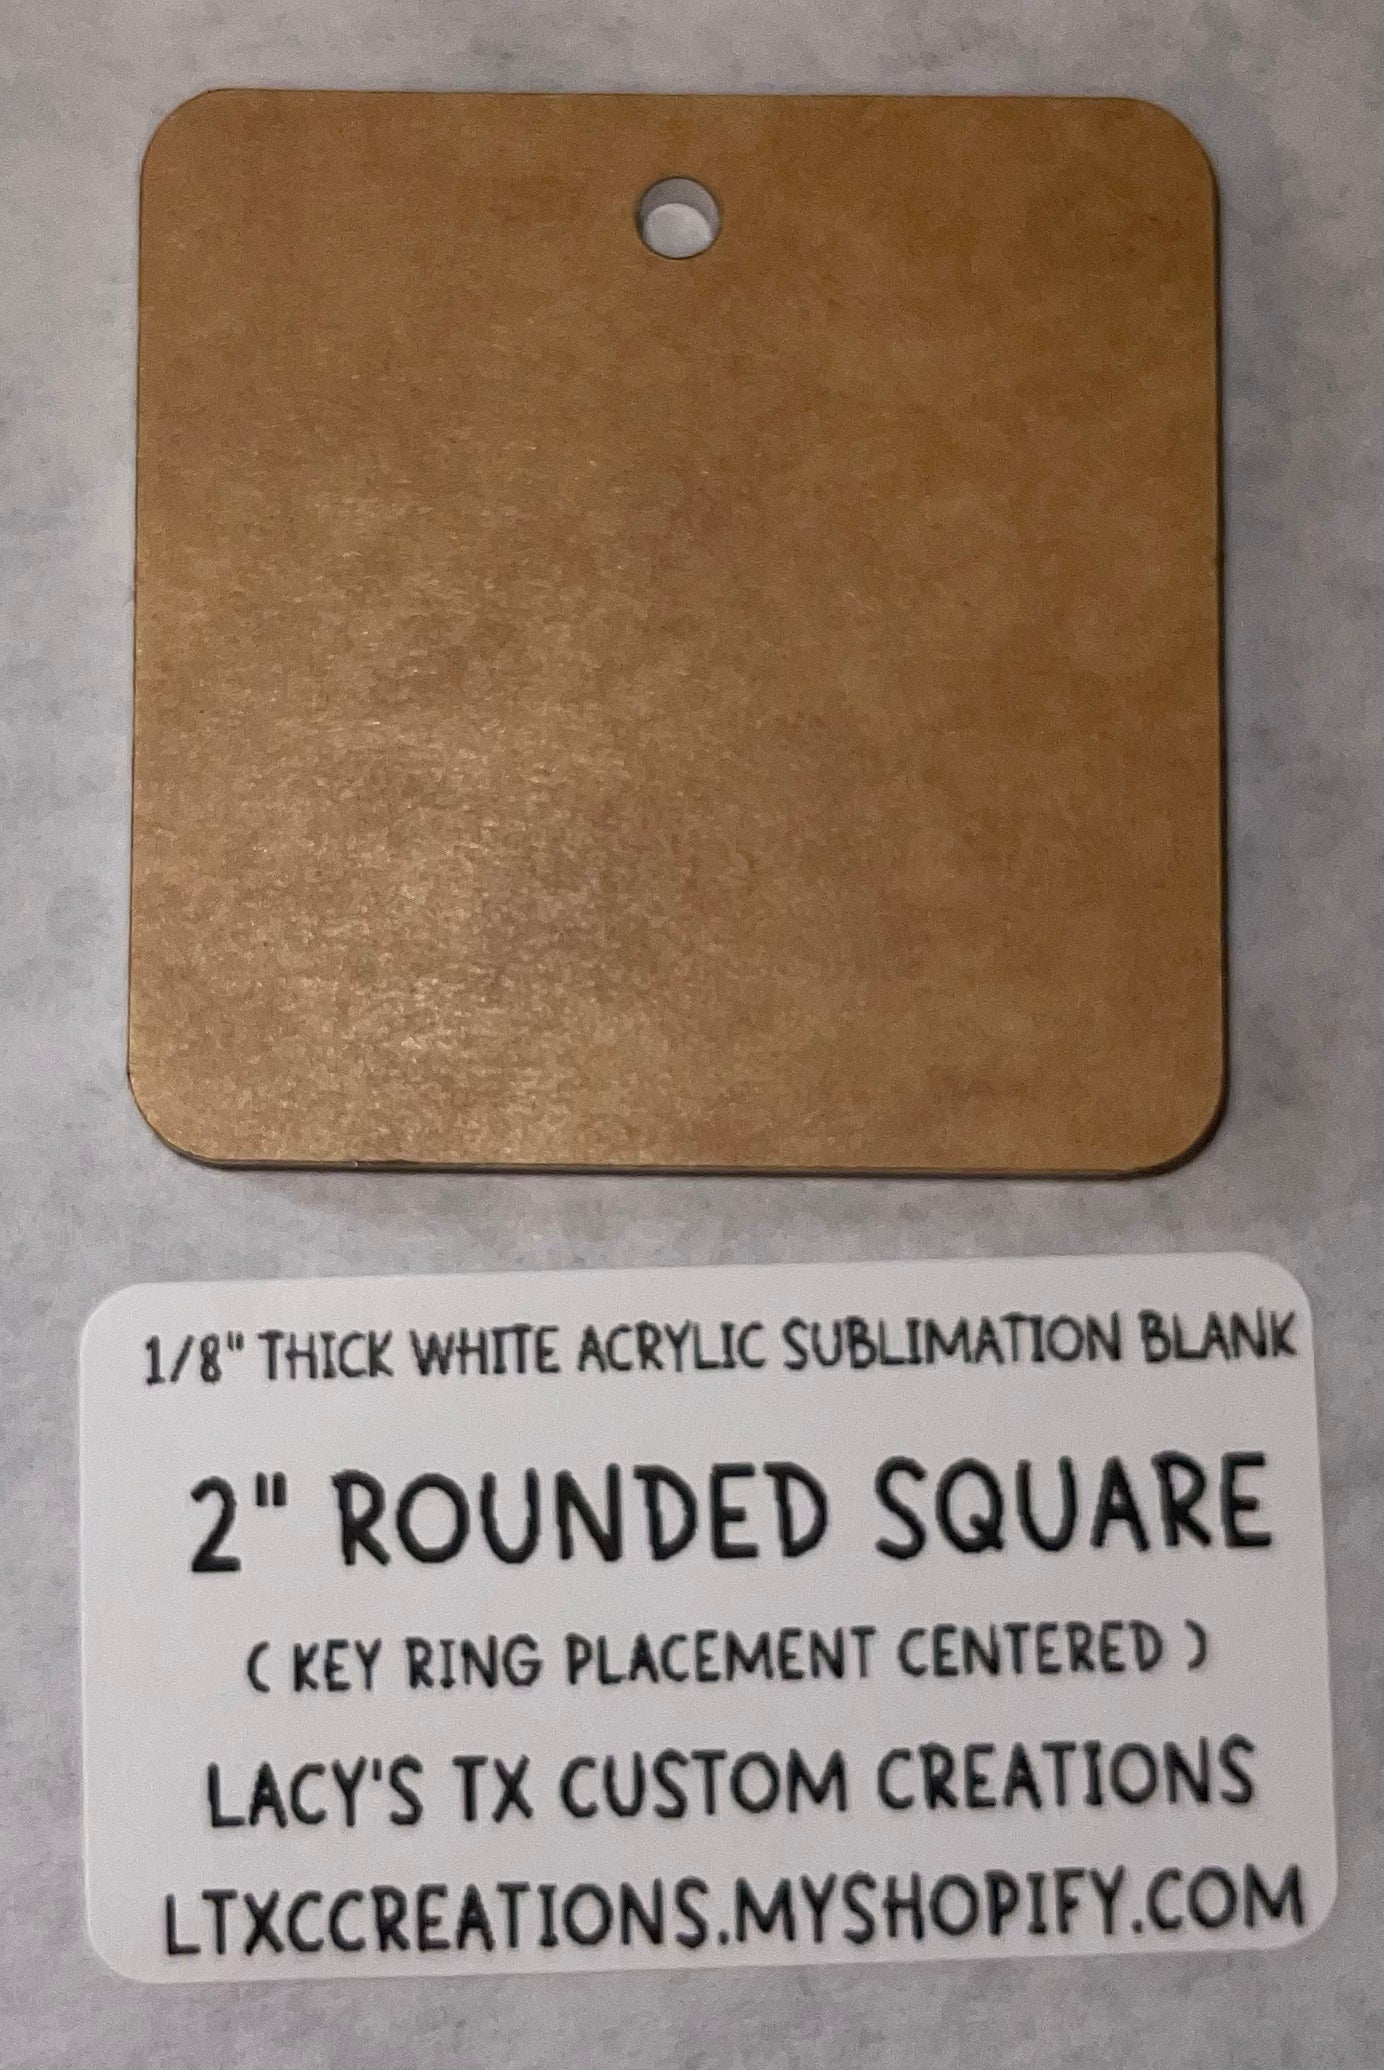 1/8" THICK WHITE ACRYLIC SUBLIMATION BLANK
2" ROUNDED SQUARE
( KEY RING PLACEMENT CENTERED )
LACY'S TX CUSTOM CREATIONS
LTXCCREATIONS.MYSHOPIFY.COM